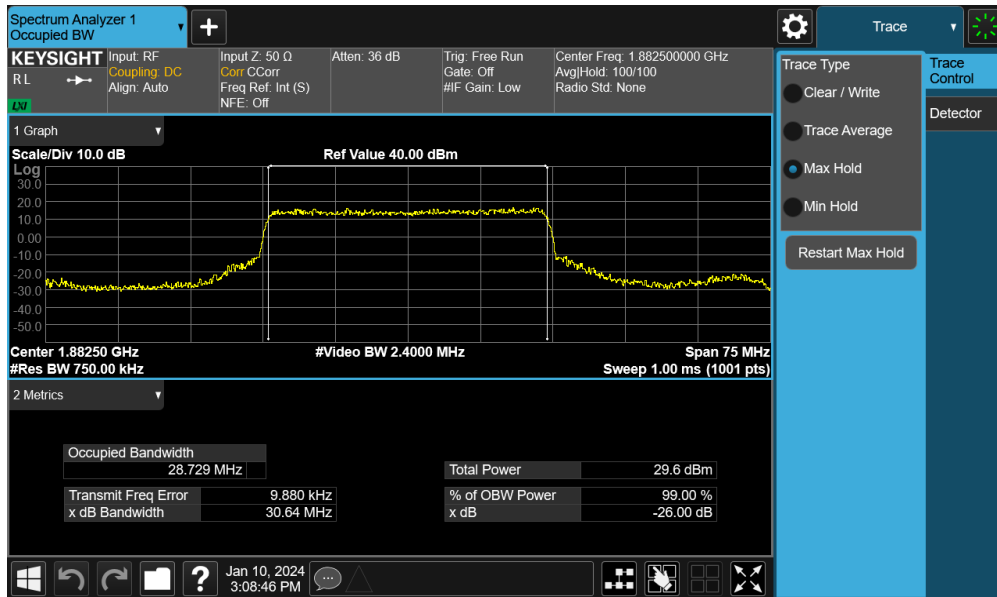 Spectrum Analyzer 1
Occupied BW
+
Trace
KEYSIGHT
R L
LXI
Input: RF
Coupling: DC
Align: Auto
Input Z: 50 Ω
Corr CCorr
Freq Ref: Int (S)
NFE: Off
Atten: 36 dB
Trig: Free Run
Gate: Off
#IF Gain: Low
Center Freq: 1.882500000 GHz
Avg|Hold: 100/100
Radio Std: None
Trace Type
Clear / Write
Trace Average
Max Hold
Min Hold
Restart Max Hold
Trace
Control
Detector
1 Graph
Scale/Div 10.0 dB
Ref Value 40.00 dBm
Log
30.0
20.0
10.0
0.00
-10.0
-20.0
-30.0
-40.0
-50.0
Center 1.88250 GHz
#Video BW 2.4000 MHz
Span 75 MHz
#Res BW 750.00 kHz
Sweep 1.00 ms (1001 pts)
2 Metrics
Occupied Bandwidth
28.729 MHz
Total Power 29.6 dBm
Transmit Freq Error 9.880 kHz
% of OBW Power 99.00 %
x dB Bandwidth 30.64 MHz
x dB -26.00 dB
?
Jan 10, 2024
3:08:46 PM